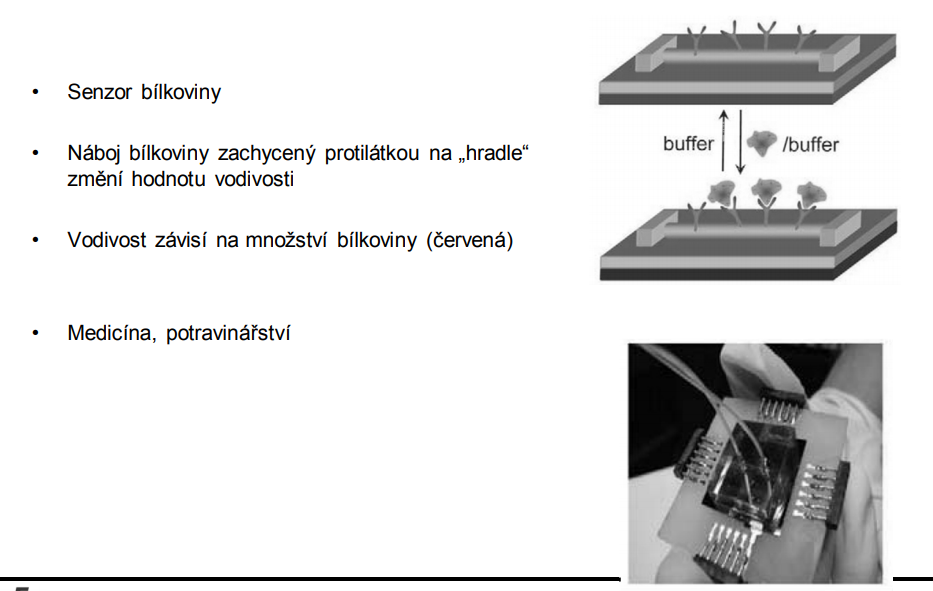 • Senzor bílkoviny
• Náboj bílkoviny zachycený protilátkou na „hradle“
změní hodnotu vodivosti
• Vodivost závisí na množství bílkoviny (červená)
• Medicína, potravinářství
buffer
/buffer